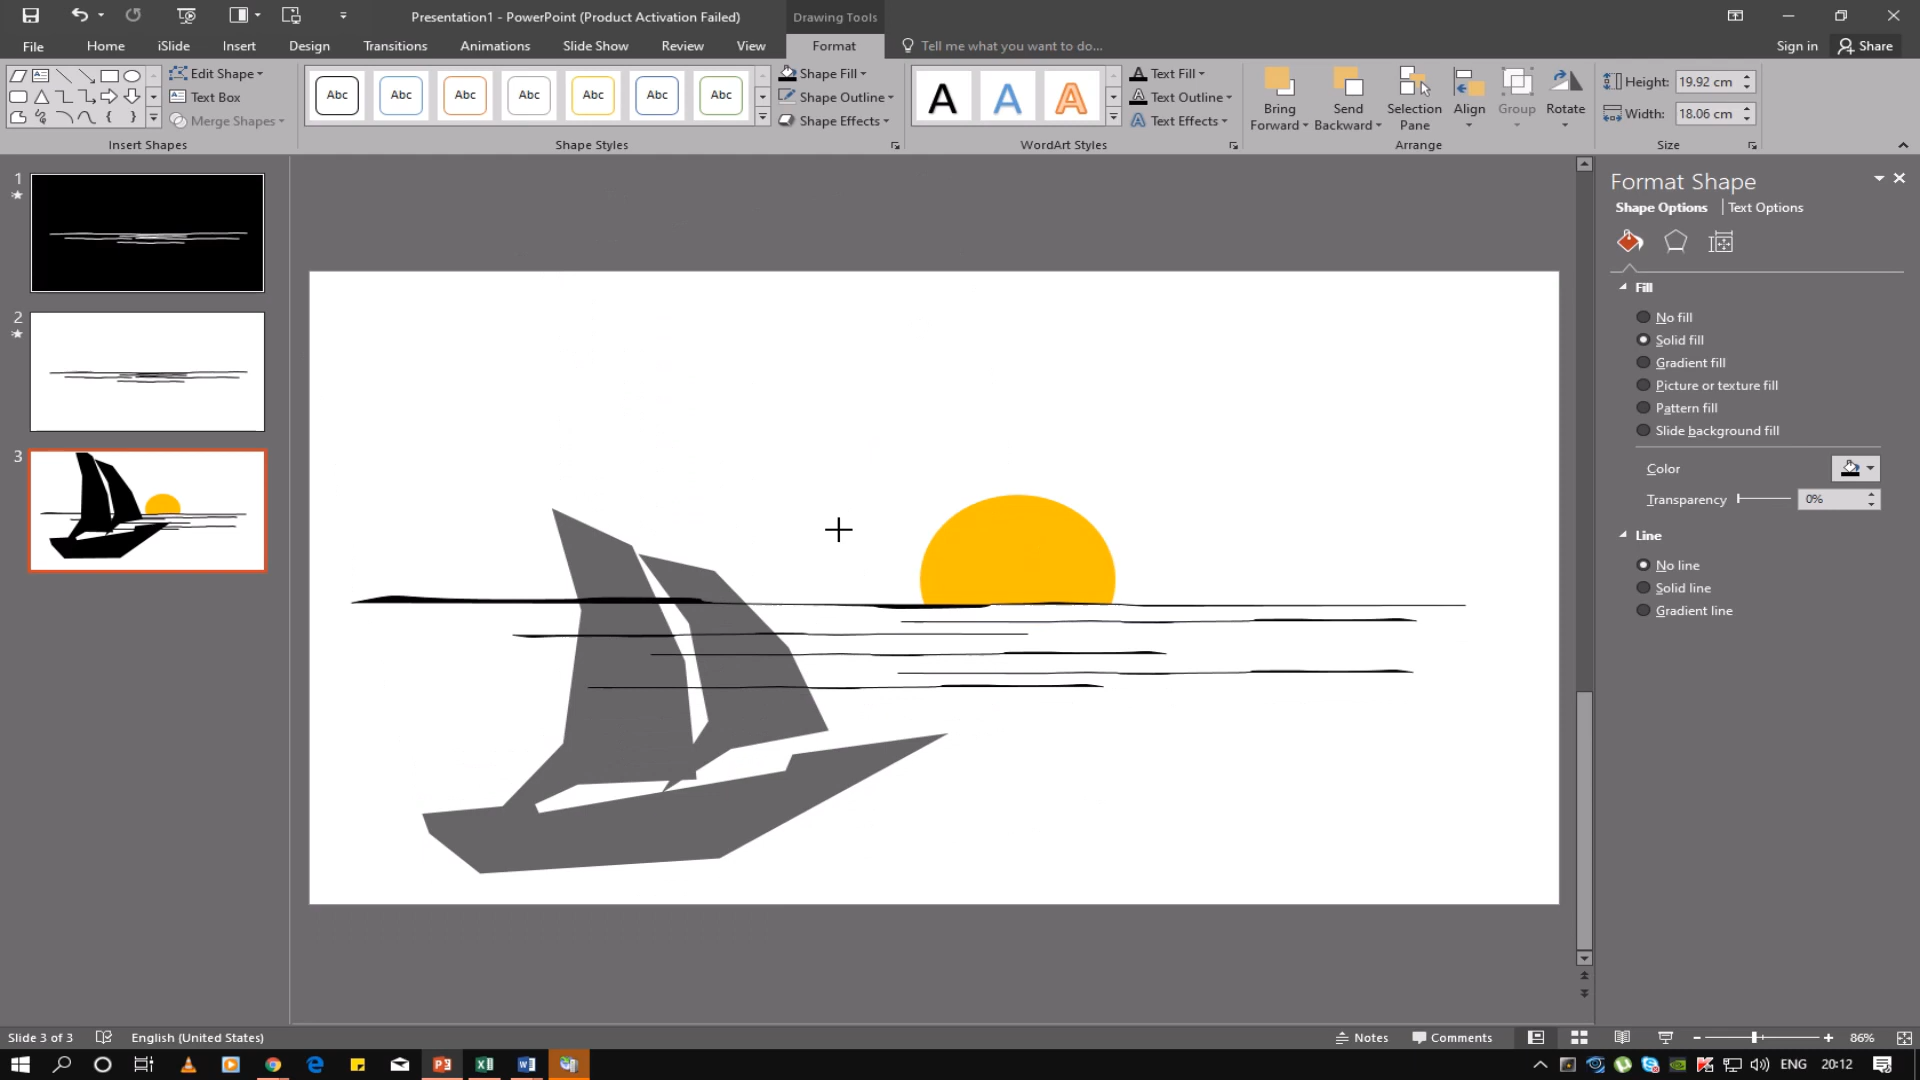 Presentation1 - PowerPoint (Product Activation Failed)
Drawing Tools
File
Home
iSlide
Insert
Design
Transitions
Animations
Slide Show
Review
View
Format
Tell me what you want to do...
Sign in
Share
Edit Shape
Text Box
Merge Shapes
Insert Shapes
Abc
Abc
Abc
Abc
Abc
Abc
Abc
Shape Fill
Shape Outline
Shape Effects
Shape Styles
A
A
A
Text Fill
Text Outline
Text Effects
WordArt Styles
Bring Forward
Send Backward
Selection Pane
Align
Group
Rotate
Arrange
Height: 19.92 cm
Width: 18.06 cm
Size
1
2
3
Format Shape
Shape Options
Text Options
Fill
No fill
Solid fill
Gradient fill
Picture or texture fill
Pattern fill
Slide background fill
Color
Transparency 0%
Line
No line
Solid line
Gradient line
Slide 3 of 3
English (United States)
Notes
Comments
86%
ENG
20:12